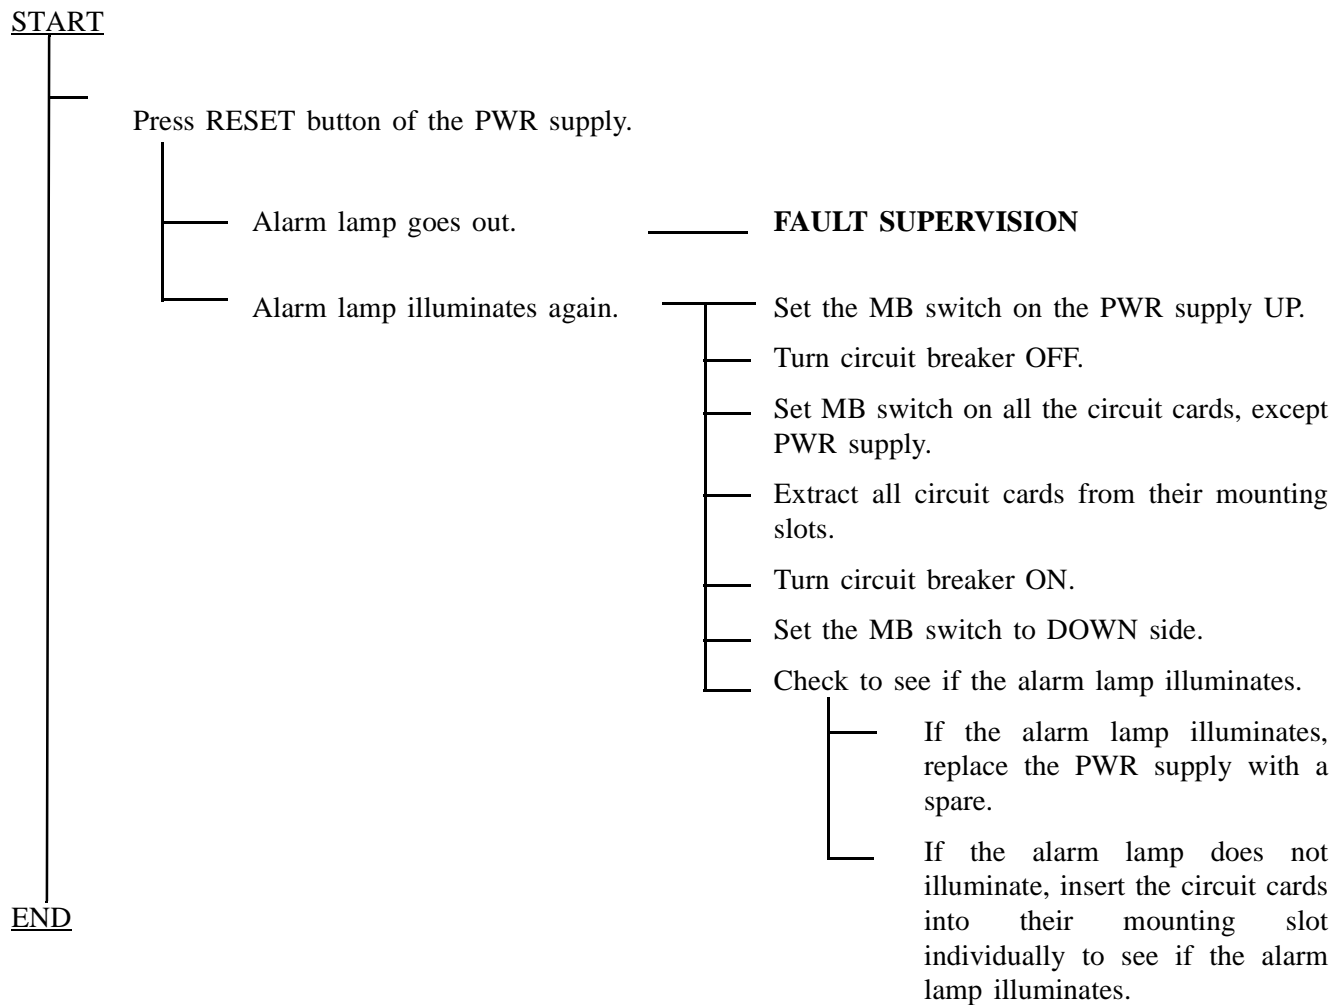 START
Press RESET button of the PWR supply.
Alarm lamp goes out.
FAULT SUPERVISION
Alarm lamp illuminates again.
Set the MB switch on the PWR supply UP.
Turn circuit breaker OFF.
Set MB switch on all the circuit cards, except
PWR supply.
Extract all circuit cards from their mounting
slots.
Turn circuit breaker ON.
Set the MB switch to DOWN side.
Check to see if the alarm lamp illuminates.
If the alarm lamp illuminates,
replace the PWR supply with a
spare.
If the alarm lamp does not
illuminate, insert the circuit cards
into their mounting slot
individually to see if the alarm
lamp illuminates.
END